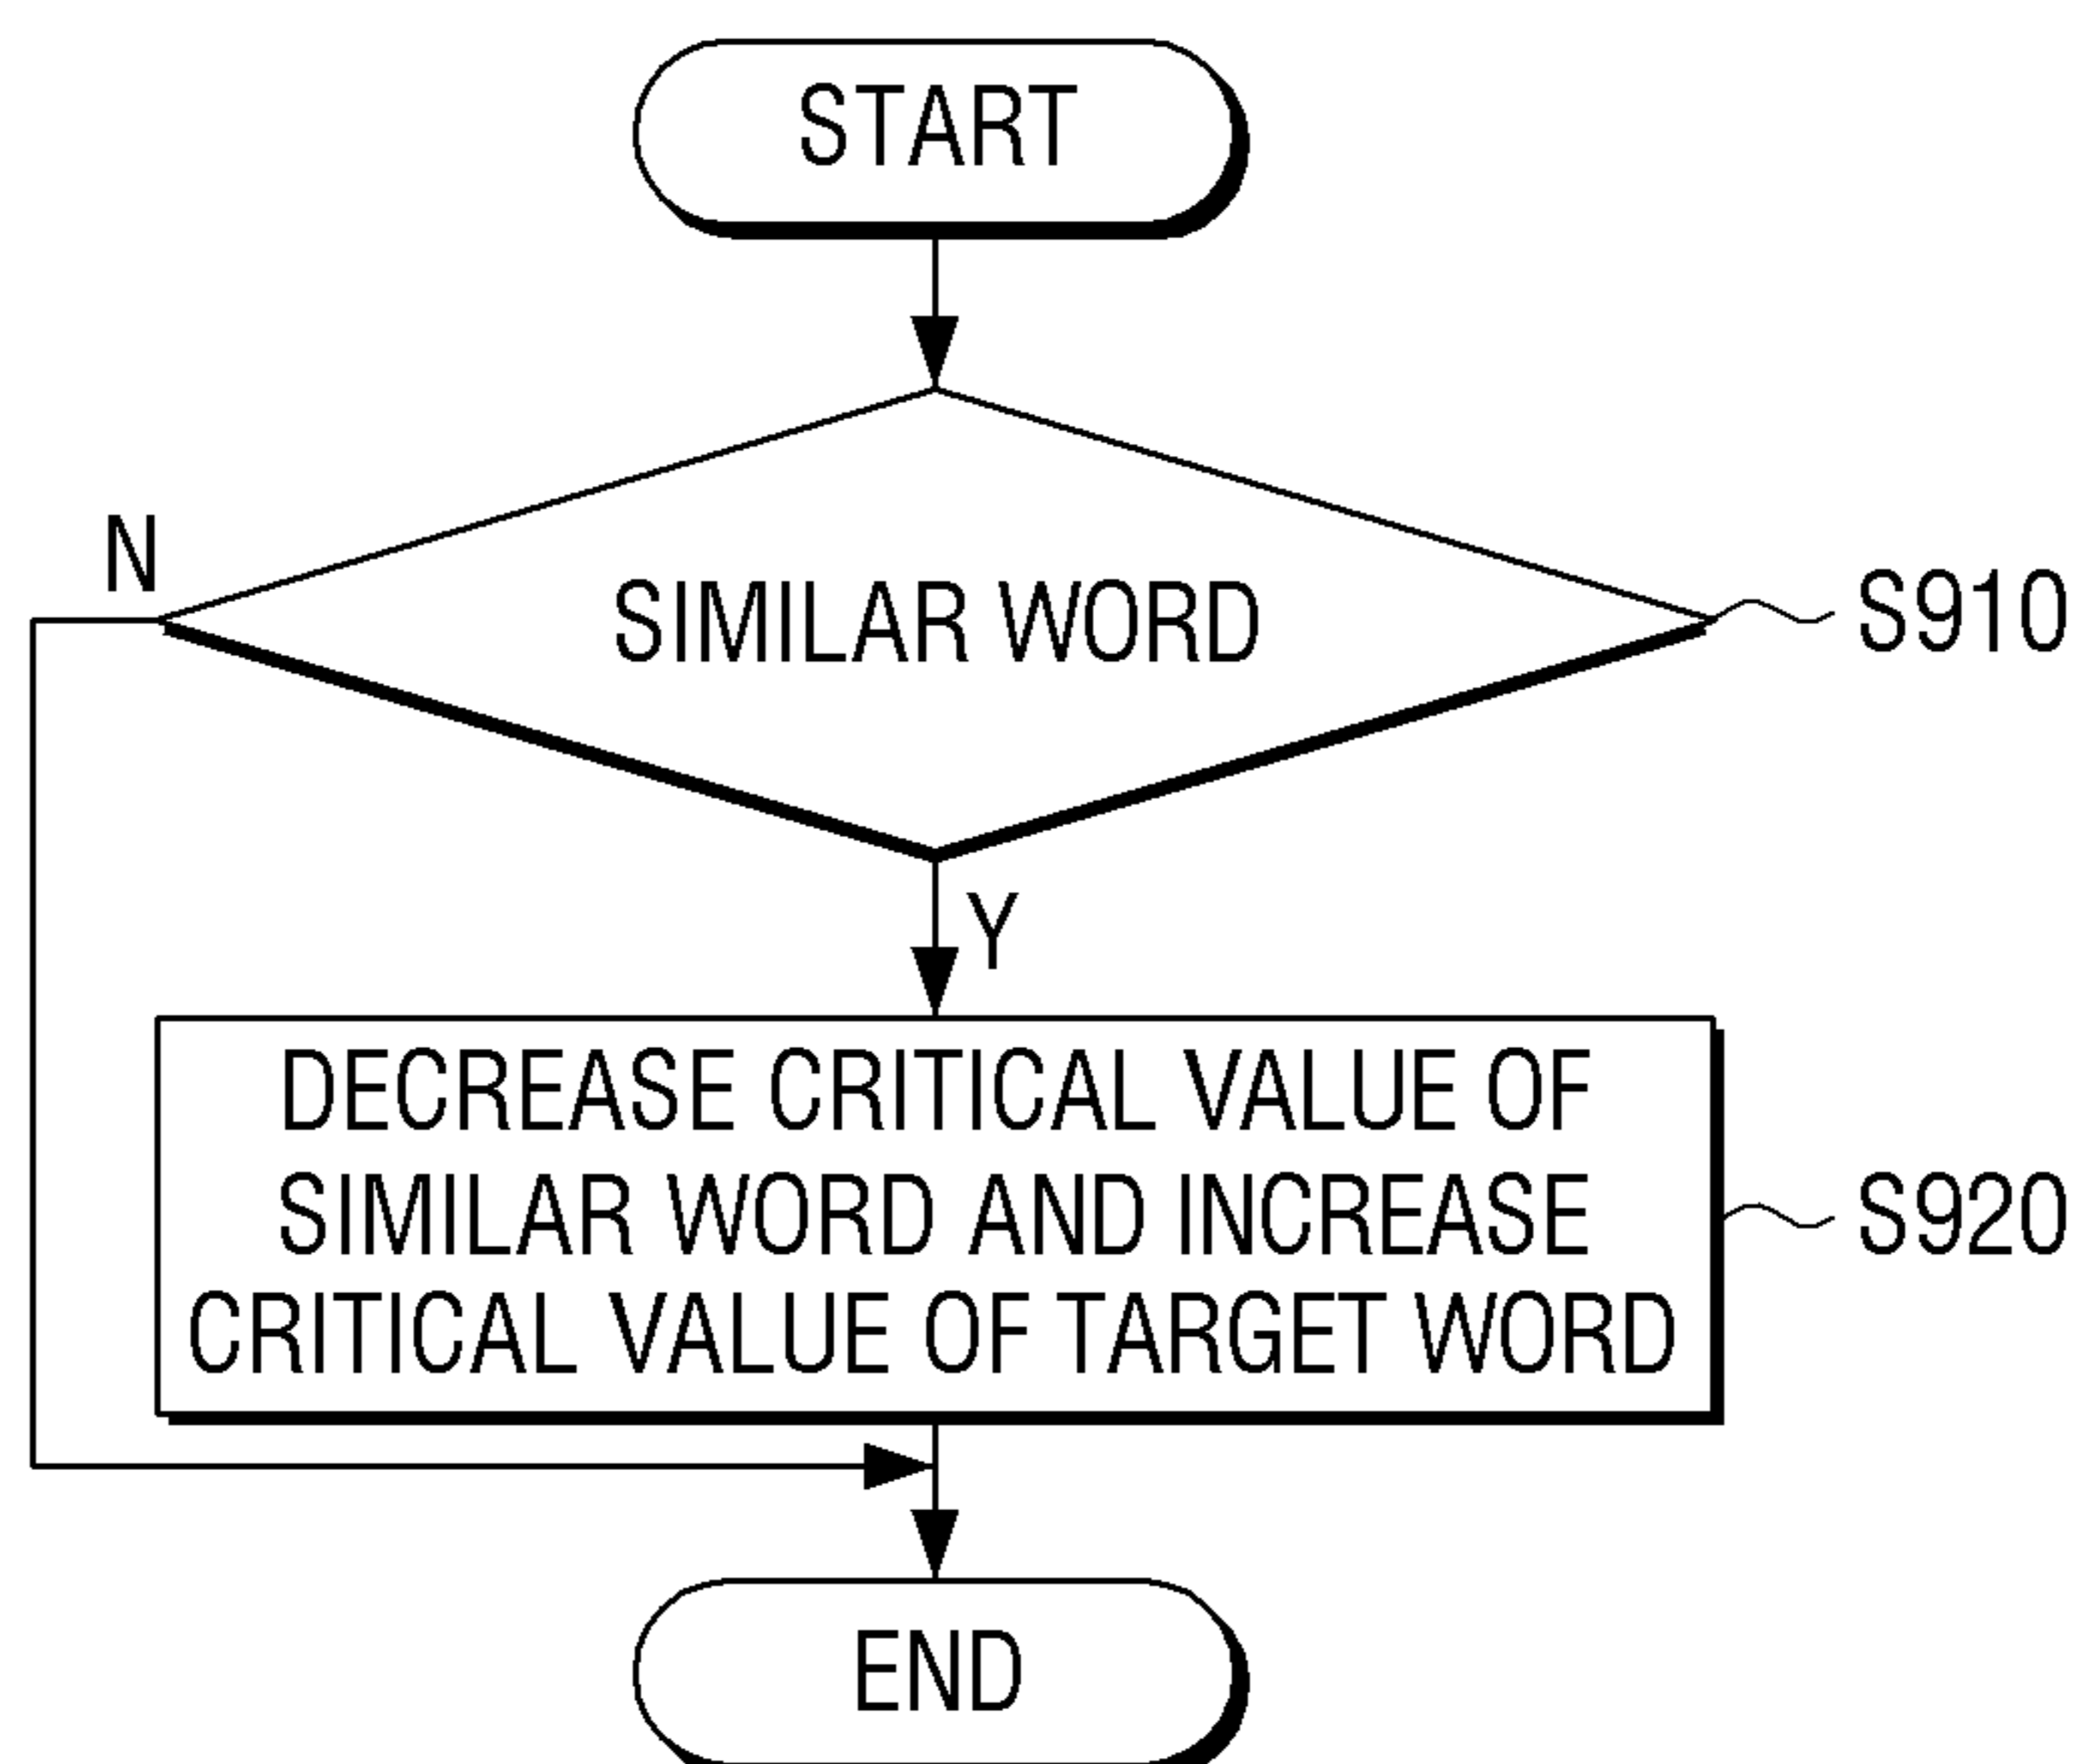 START
N
SIMILAR WORD
S910
Y
DECREASE CRITICAL VALUE OF
SIMILAR WORD AND INCREASE
CRITICAL VALUE OF TARGET WORD
S920
END